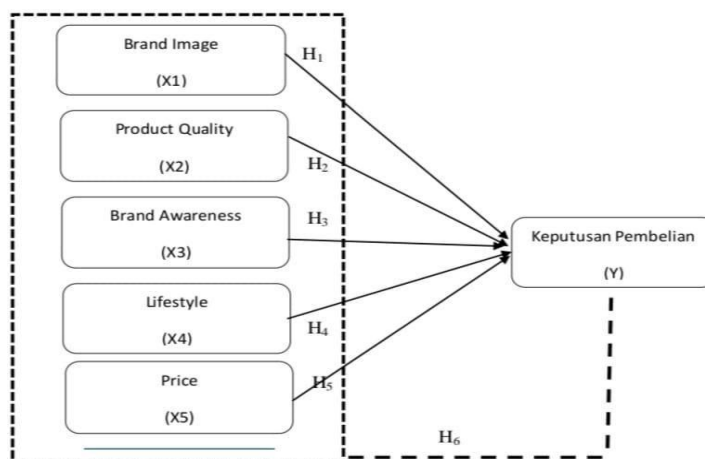 Brand Image
(X1)
H1
Product Quality
(X2)
H2
Brand Awareness
(X3)
H3
Keputusan Pembelian
(Y)
Lifestyle
(X4)
H4
Price
(X5)
H5
H6